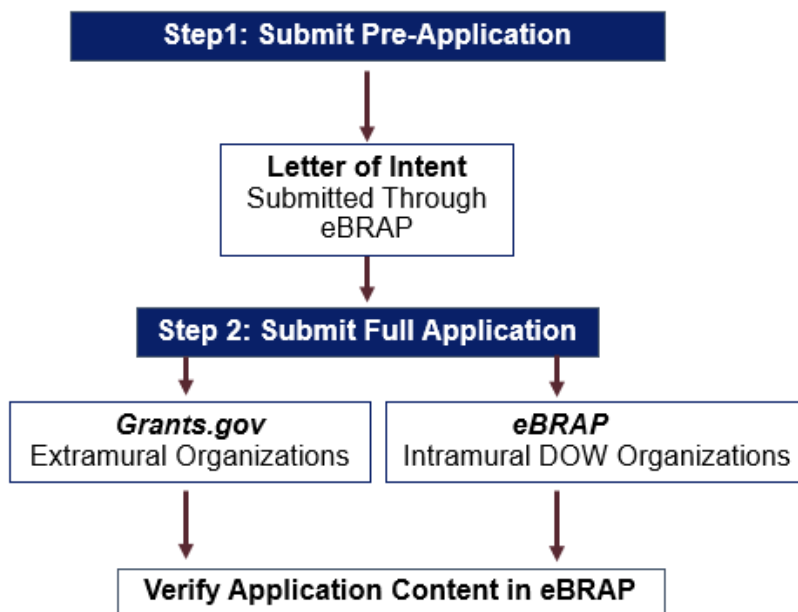 Step1: Submit Pre-Application
Letter of Intent
Submitted Through
eBRAP
Step 2: Submit Full Application
Grants.gov
Extramural Organizations
eBRAP
Intramural DOW Organizations
Verify Application Content in eBRAP